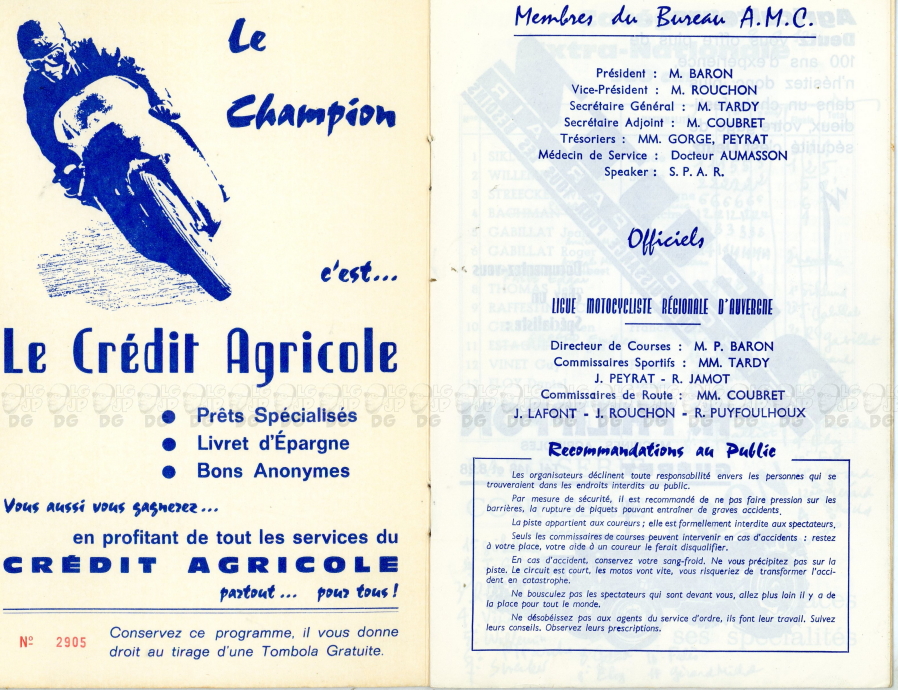 Le
Champion
c'est...
Le Crédit Agricole
● Prêts Spécialisés
● Livret d'Épargne
● Bons Anonymes
Vous aussi vous gagnerez...
en profitant de tout les services du
CRÉDIT AGRICOLE
partout... pour tous!
Nº 2905
Conservez ce programme, il vous donne
droit au tirage d'une Tombola Gratuite.
Membres du Bureau A.M.C.
Président : M. BARON
Vice-Président : M. ROUCHON
Secrétaire Général : M. TARDY
Secrétaire Adjoint : M. COUBRET
Trésoriers : MM. GORGE, PEYRAT
Médecin de Service : Docteur AUMASSON
Speaker : S. P. A. R.
Officiels
LIGUE MOTOCYCLISTE RÉGIONALE D'AUVERGNE
Directeur de Courses : M. P. BARON
Commissaires Sportifs : MM. TARDY
J. PEYRAT - R. JAMOT
Commissaires de Route : MM. COUBRET
J. LAFONT - J. ROUCHON - R. PUYFOULHOUX
Recommandations au Public
Les organisateurs déclinent toute responsabilité envers les personnes qui se
trouveraient dans les endroits interdits au public.
Par mesure de sécurité, il est recommandé de ne pas faire pression sur les
barrières, la rupture de piquets pouvant entraîner de graves accidents.
La piste appartient aux coureurs ; elle est formellement interdite aux spectateurs.
Seuls les commissaires de courses peuvent intervenir en cas d'accidents : restez
à votre place, votre aide à un coureur le ferait disqualifier.
En cas d'accident, conservez votre sang-froid. Ne vous précipitez pas sur la
piste. Le circuit est court, les motos vont vite, vous risqueriez de transformer l'acci-
dent en catastrophe.
Ne bousculez pas les spectateurs qui sont devant vous, allez plus loin il y a de
la place pour tout le monde.
Ne désobéissez pas aux agents du service d'ordre, ils font leur travail. Suivez
leurs conseils. Observez leurs prescriptions.